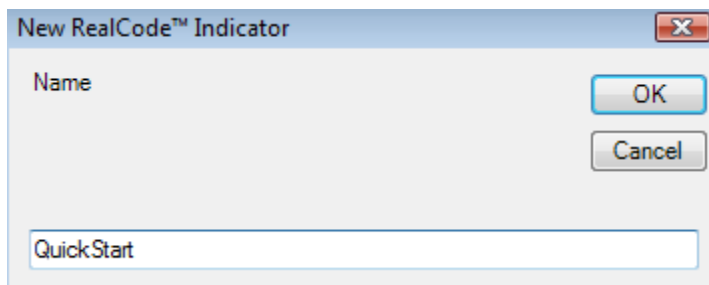 New RealCode™ Indicator
Name
OK
Cancel
QuickStart